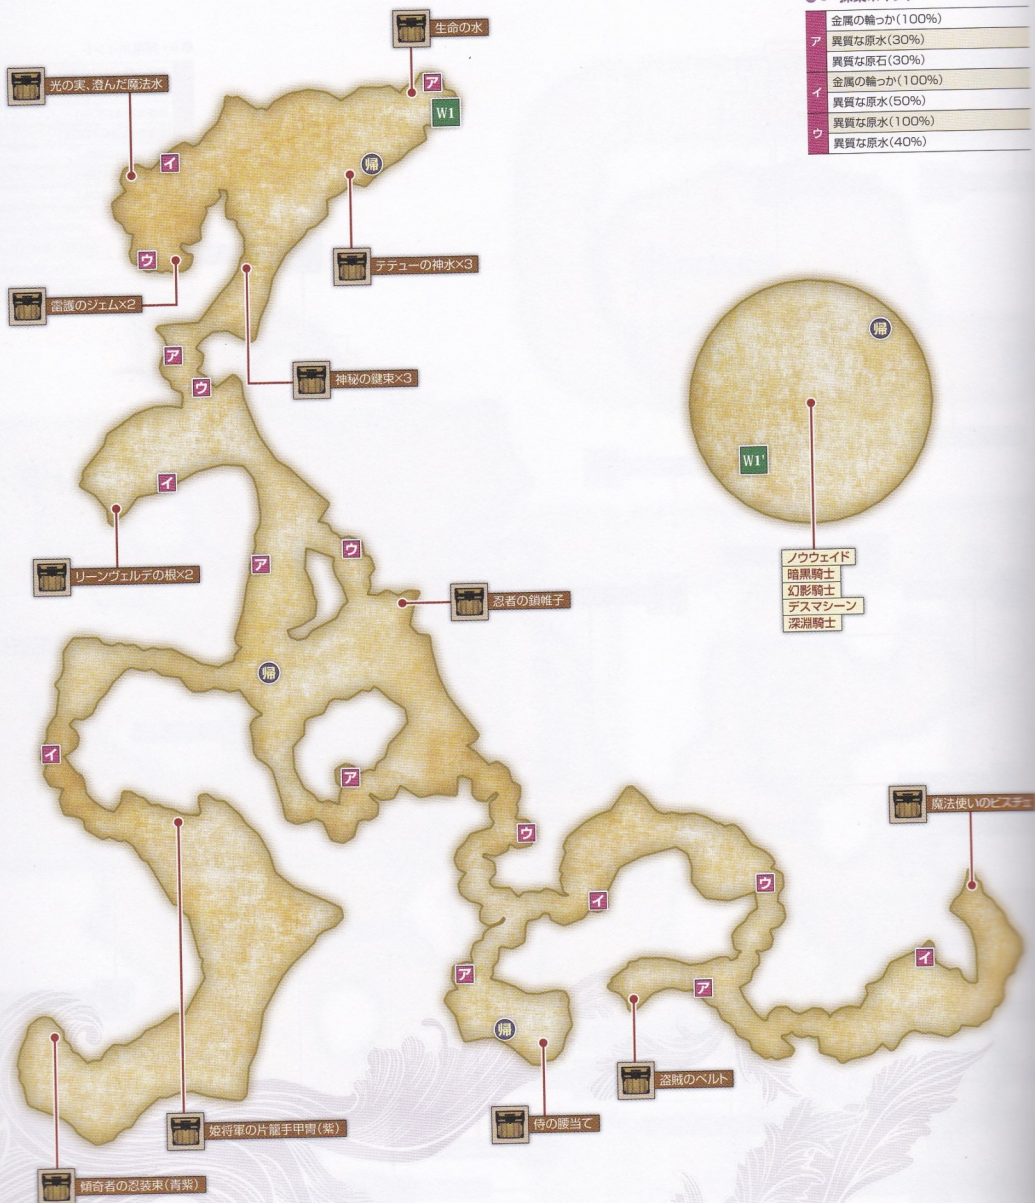 生命の水
光の実、澄んだ魔法水
ア
W1
イ
帰
ウ
テテューの神水×3
雷護のジェム×2
ア
神秘の鍵束×3
ウ
イ
リーンヴェルデの根×2
ウ
ア
忍者の鎖帷子
帰
イ
ア
ウ
イ
ウ
ア
帰
ア
イ
魔法使いのビスチ
盗賊のベルト
侍の腰当て
姫将軍の片籠手甲冑(紫)
傾奇者の忍装束(青紫)
帰
W1'
ノウウェイド
暗黒騎士
幻影騎士
デスマシーン
深淵騎士
ア
金属の輪っか(100%)
異質な原水(30%)
異質な原石(30%)
イ
金属の輪っか(100%)
異質な原水(50%)
ウ
異質な原水(100%)
異質な原水(40%)